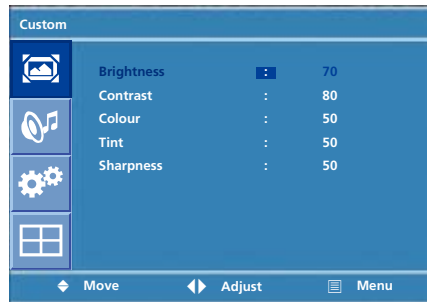 Custom
Brightness : 70
Contrast : 80
Colour : 50
Tint : 50
Sharpness : 50
Move Adjust Menu